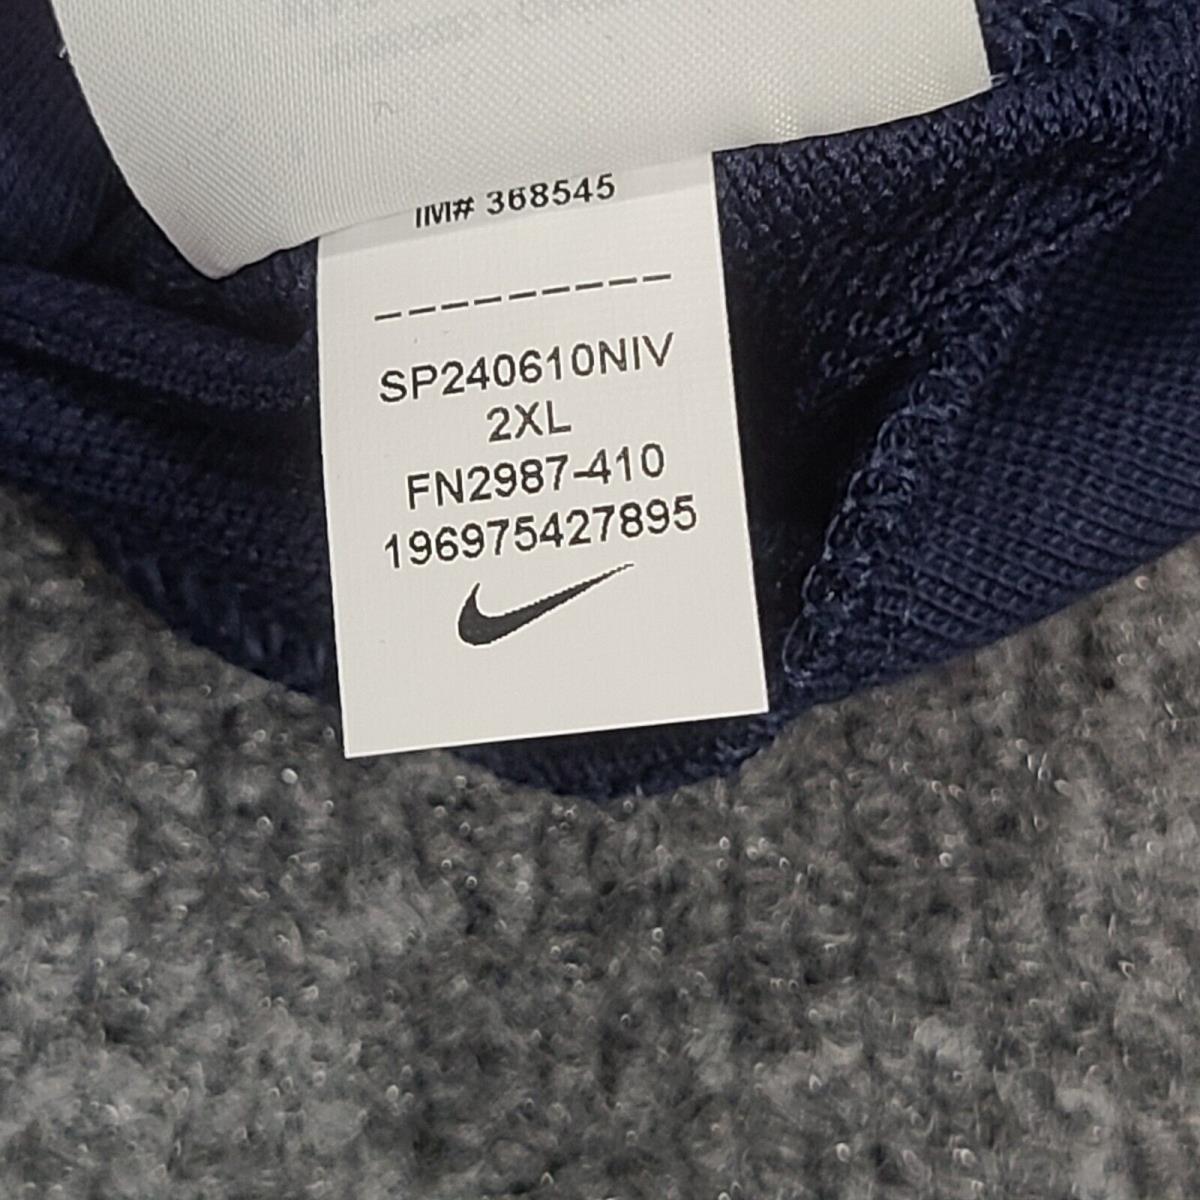 IM# 368545
---------
SP240610NIV
2XL
FN2987-410
196975427895